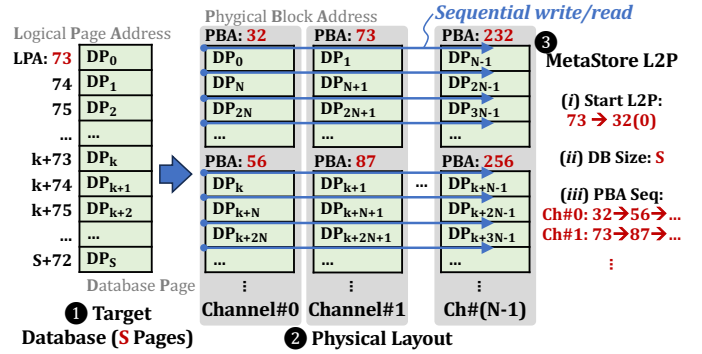 Logical Page Address
LPA: 73 DP0
74 DP1
75 DP2
... ...
k+73 DPk
k+74 DPk+1
k+75 DPk+2
... ...
S+72 DPS
Database Page
❶ Target
Database (S Pages)
Phygical Block Address
Sequential write/read
PBA: 32 PBA: 73 PBA: 232
DP0 DP1 DPN-1
DPN DPN+1 DP2N-1
DP2N DP2N+1 DP3N-1
... ... ...
PBA: 56 PBA: 87 PBA: 256
DPk DPk+1 ... DPk+N-1
DPk+N DPk+N+1 DPk+2N-1
DPk+2N DPk+2N+1 DPk+3N-1
... ... ...
⋮ ⋮ ⋮
Channel#0 Channel#1 Ch#(N-1)
❷ Physical Layout
❸
MetaStore L2P
(i) Start L2P:
73 → 32(0)
(ii) DB Size: S
(iii) PBA Seq:
Ch#0: 32→56→...
Ch#1: 73→87→...
⋮